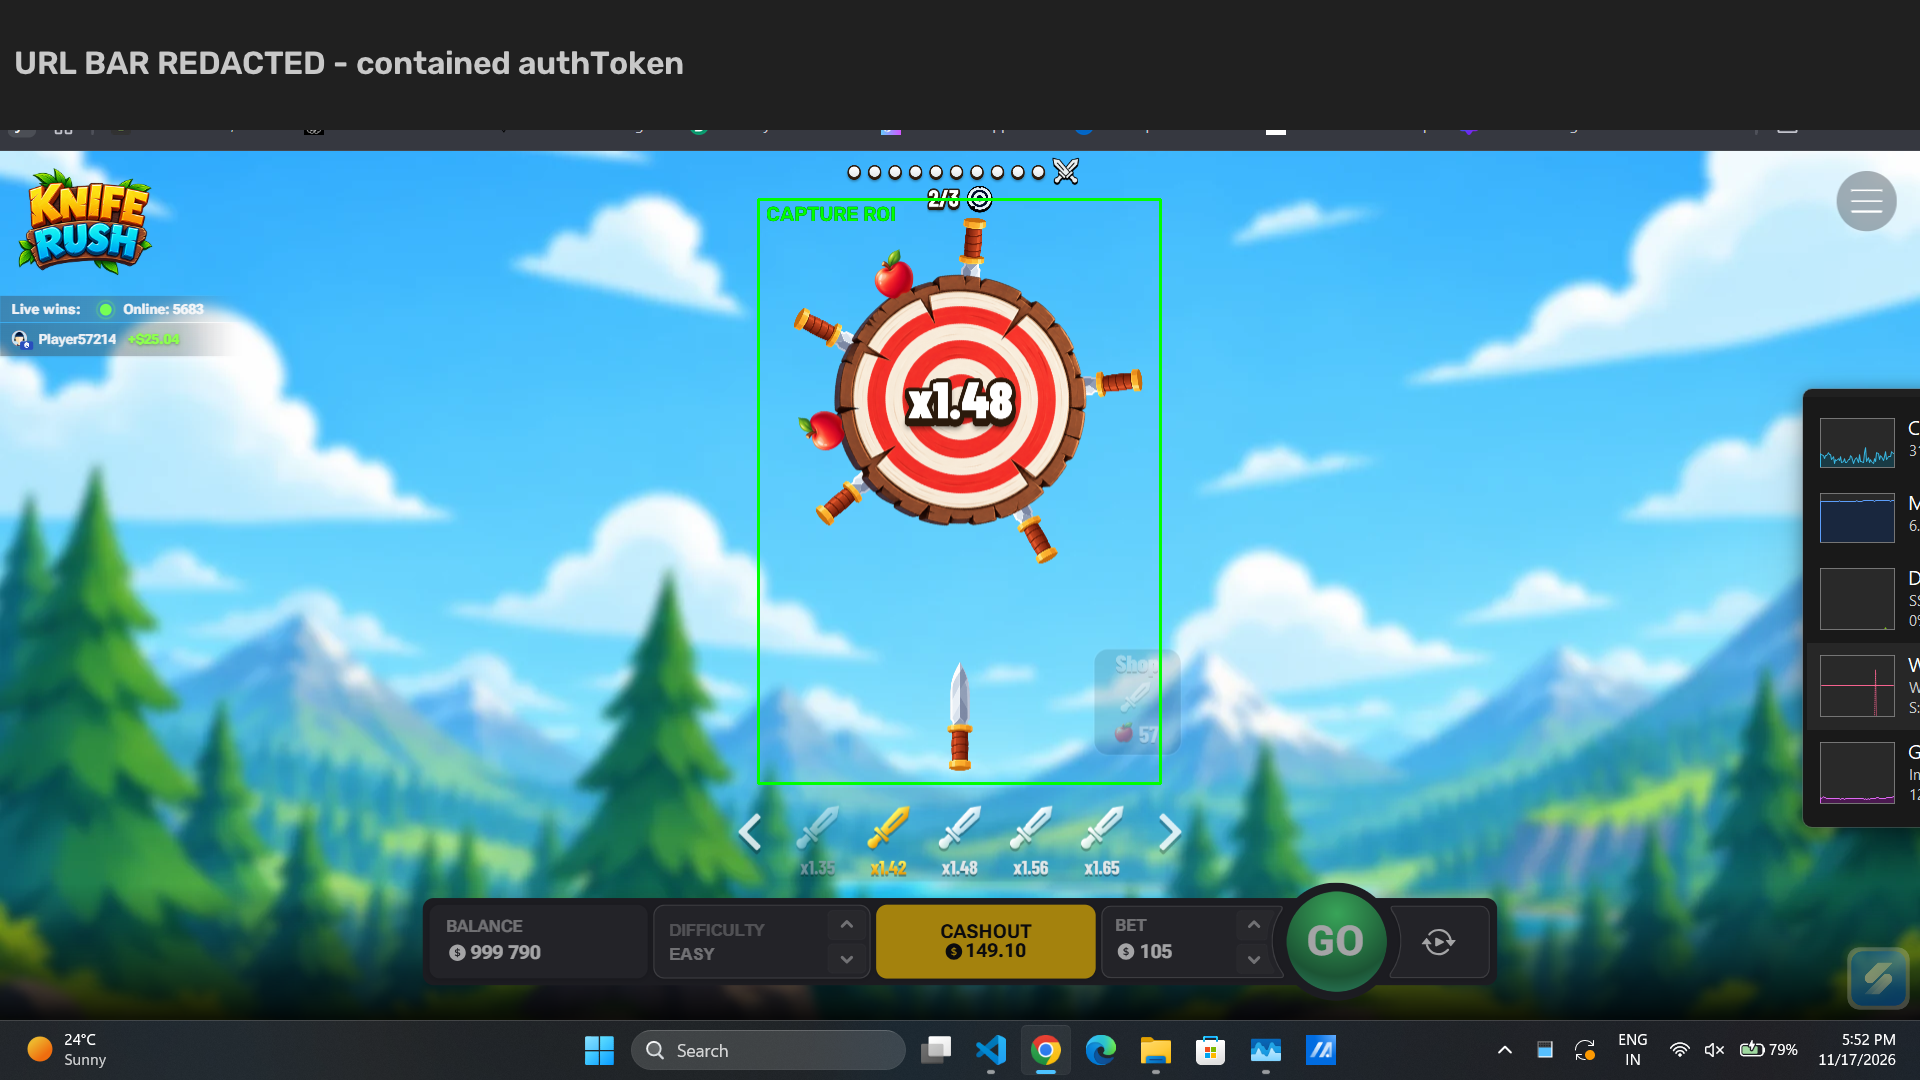 URL BAR REDACTED - contained authToken
KNIFE
RUSH
2/3
CAPTURE ROI
Live wins:
Online: 5683
Player57214 +$25.04
x1.48
Shop
57
x1.35
x1.42
x1.48
x1.56
x1.65
BALANCE
$ 999 790
DIFFICULTY
EASY
CASHOUT
$ 149.10
BET
$ 105
GO
24°C
Sunny
Search
ENG
IN
79%
5:52 PM
11/17/2026